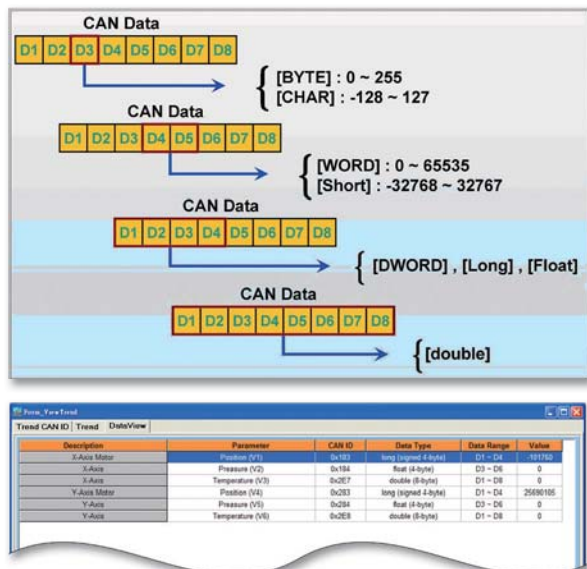 CAN Data
D1 D2 D3 D4 D5 D6 D7 D8
[BYTE] : 0 ~ 255
[CHAR] : -128 ~ 127
CAN Data
D1 D2 D3 D4 D5 D6 D7 D8
[WORD] : 0 ~ 65535
[Short] : -32768 ~ 32767
CAN Data
D1 D2 D3 D4 D5 D6 D7 D8
[DWORD] , [Long] , [Float]
CAN Data
D1 D2 D3 D4 D5 D6 D7 D8
[double]
Form_ViewTrend
Trend CAN ID Trend DataView
Description Parameter CAN ID Data Type Data Range Value
X-Axis Motor Position (V1) 0x183 long (signed 4-byte) D1 ~ D4 -101760
X-Axis Preasure (V2) 0x184 float (4-byte) D3 ~ D6 0
X-Axis Temperature (V3) 0x2E7 double (8-byte) D1 ~ D8 0
Y-Axis Motor Position (V4) 0x283 long (signed 4-byte) D1 ~ D4 25690105
Y-Axis Preasure (V5) 0x284 float (4-byte) D3 ~ D6 0
Y-Axis Temperature (V6) 0x2E8 double (8-byte) D1 ~ D8 0